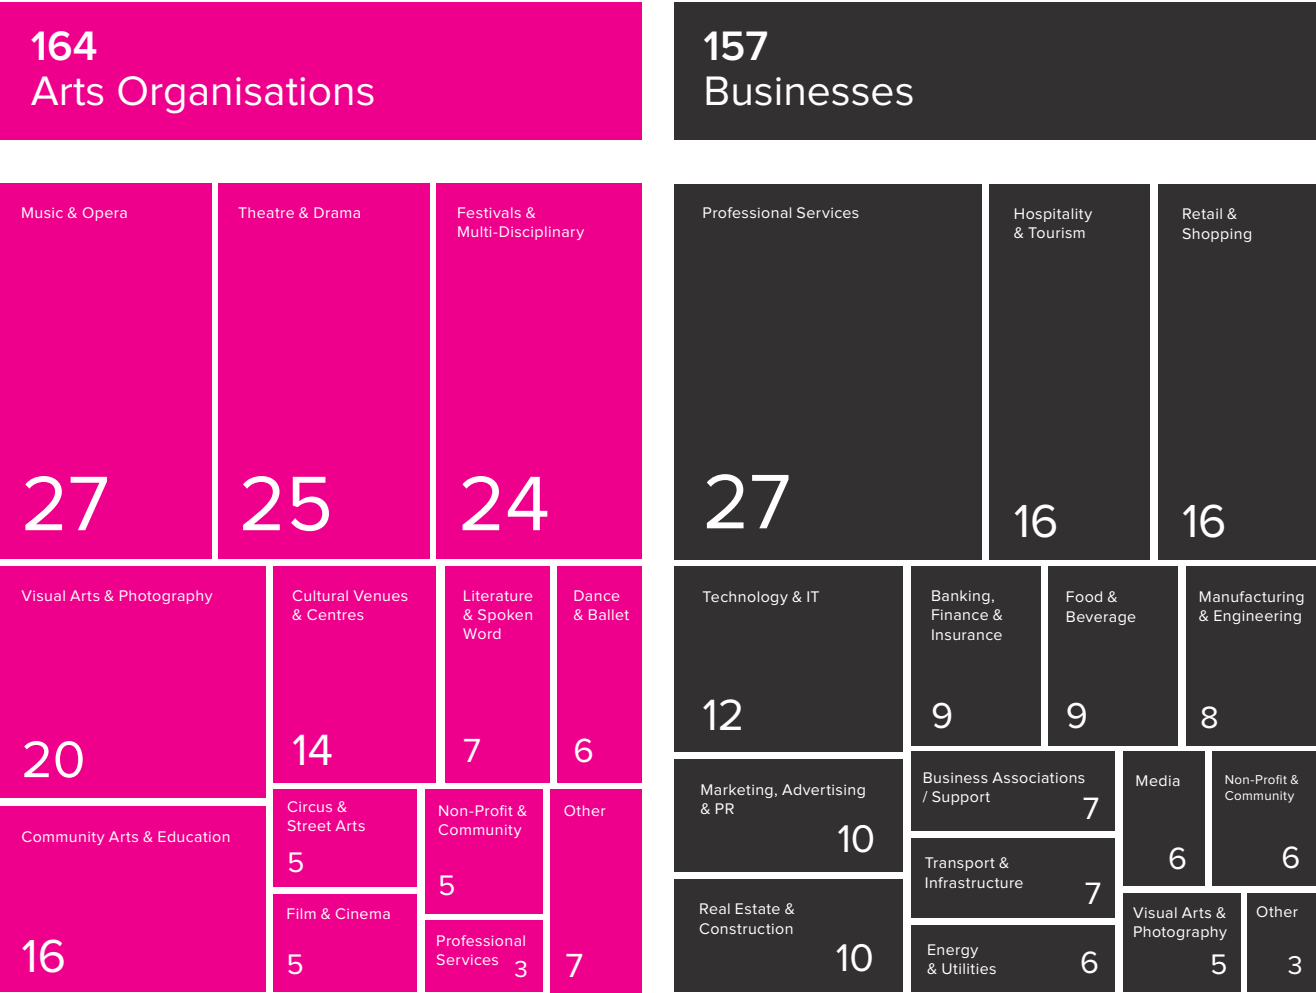 164
Arts Organisations
Music & Opera
27
Theatre & Drama
25
Festivals &
Multi-Disciplinary
24
Visual Arts & Photography
20
Cultural Venues
& Centres
14
Literature
& Spoken
Word
7
Dance
& Ballet
6
Community Arts & Education
16
Circus &
Street Arts
5
Film & Cinema
5
Non-Profit &
Community
5
Professional
Services
3
Other
7
157
Businesses
Professional Services
27
Hospitality
& Tourism
16
Retail &
Shopping
16
Technology & IT
12
Banking,
Finance &
Insurance
9
Food &
Beverage
9
Manufacturing
& Engineering
8
Marketing, Advertising
& PR
10
Real Estate &
Construction
10
Business Associations
/ Support
7
Transport &
Infrastructure
7
Energy
& Utilities
6
Media
6
Non-Profit &
Community
6
Visual Arts &
Photography
5
Other
3